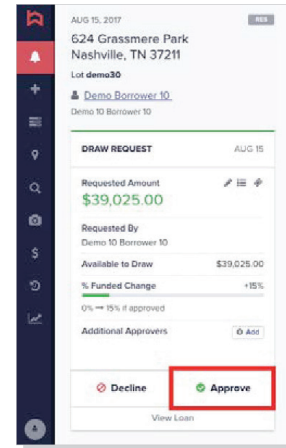 AUG 15, 2017 RES
624 Grassmere Park
Nashville, TN 37211
Lot demo30
Demo Borrower 10
Demo 10 Borrower 10
DRAW REQUEST AUG 15
Requested Amount
$39,025.00
Requested By
Demo 10 Borrower 10
Available to Draw $39,025.00
% Funded Change +15%
0% → 15% if approved
Additional Approvers Add
Decline Approve
View Loan